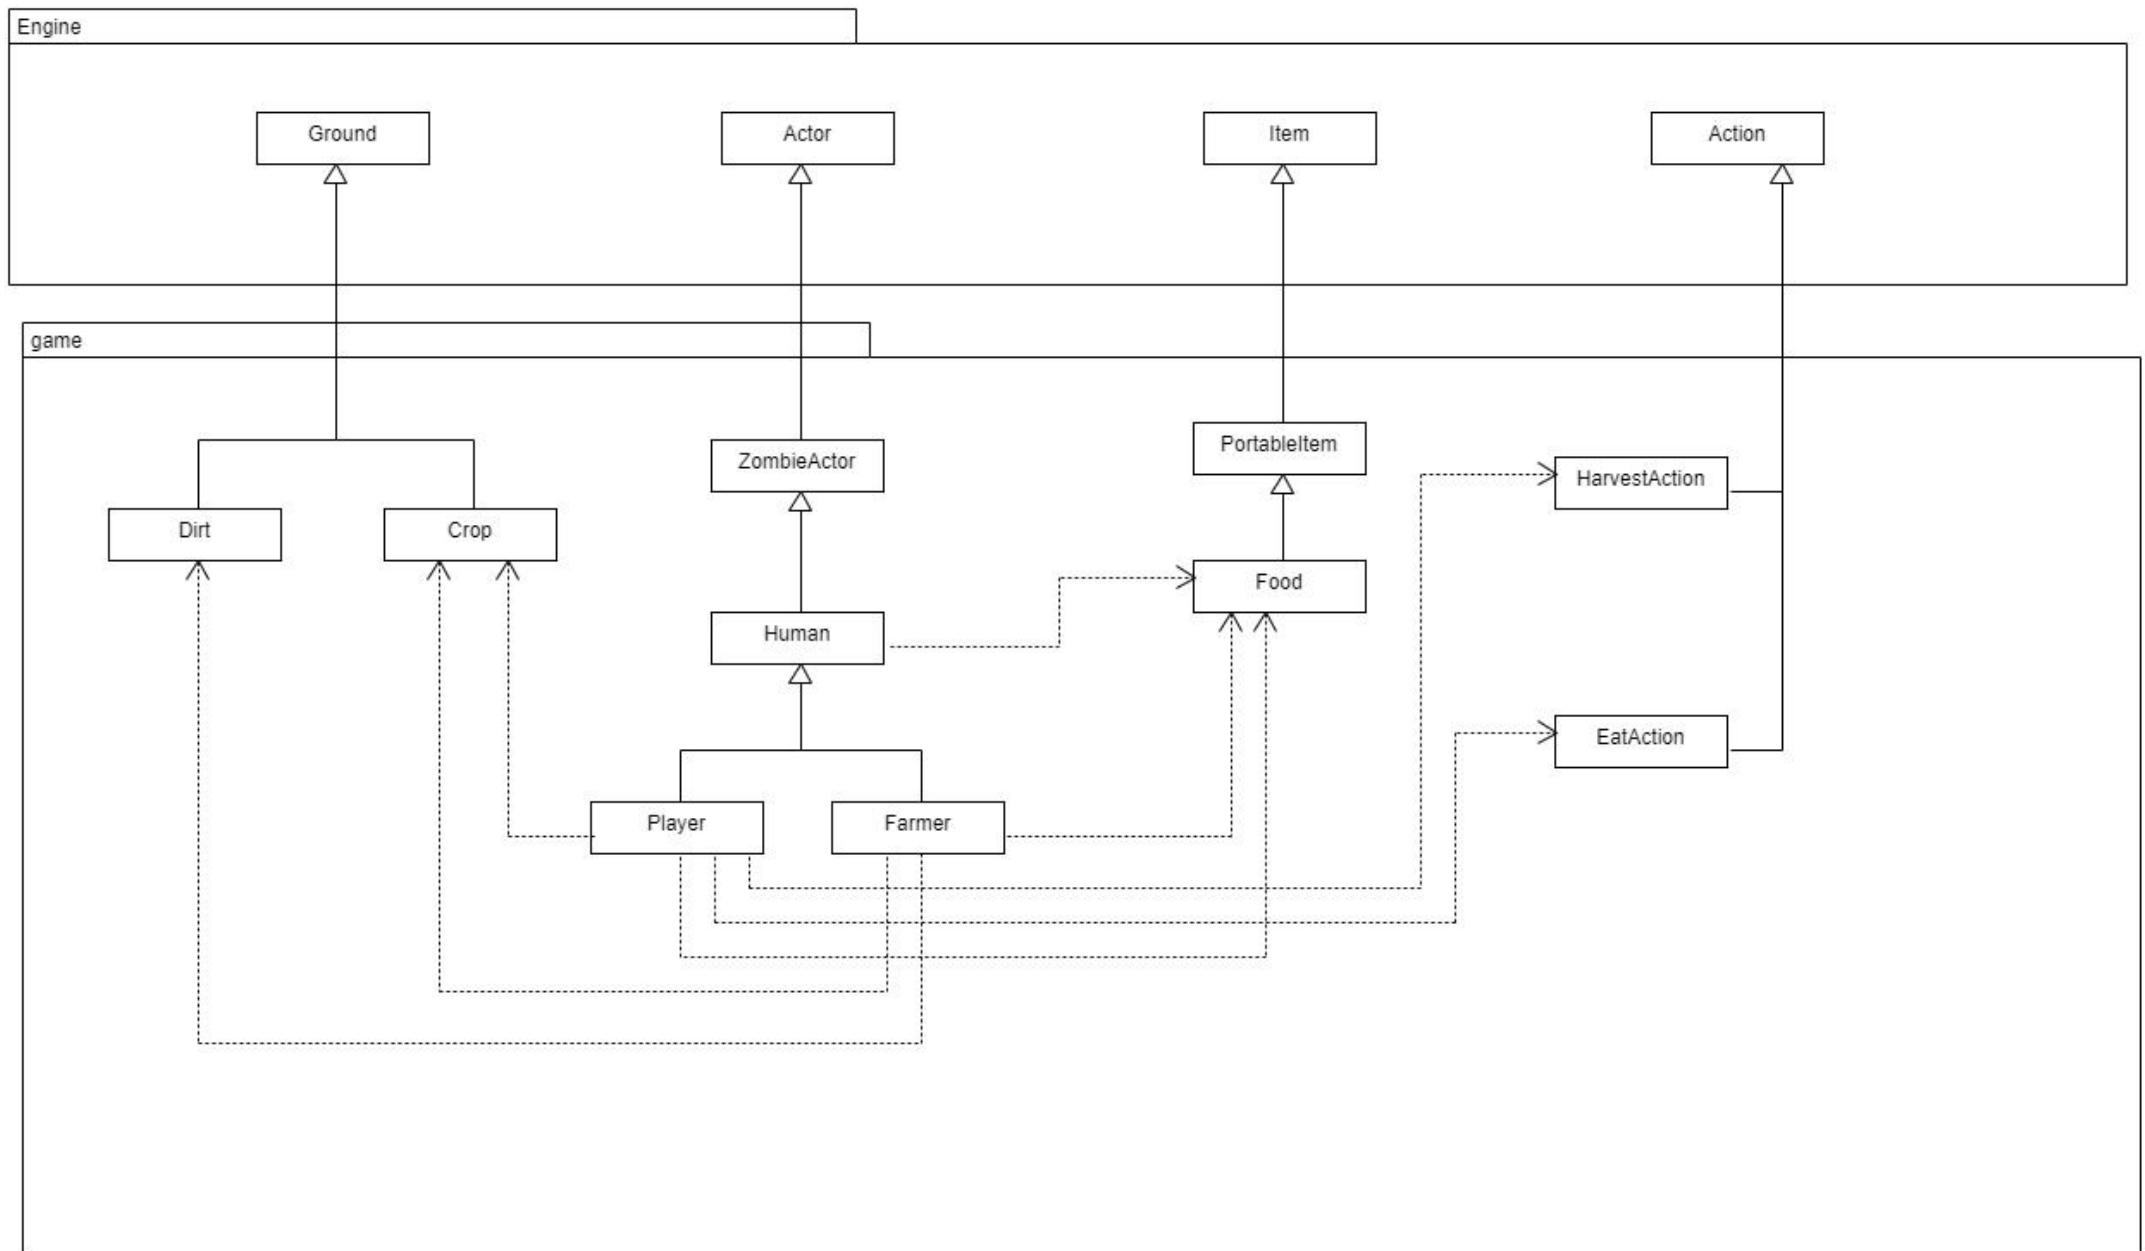 Engine
Ground
Actor
Item
Action
game
PortableItem
ZombieActor
HarvestAction
Dirt
Crop
Food
Human
EatAction
Player
Farmer